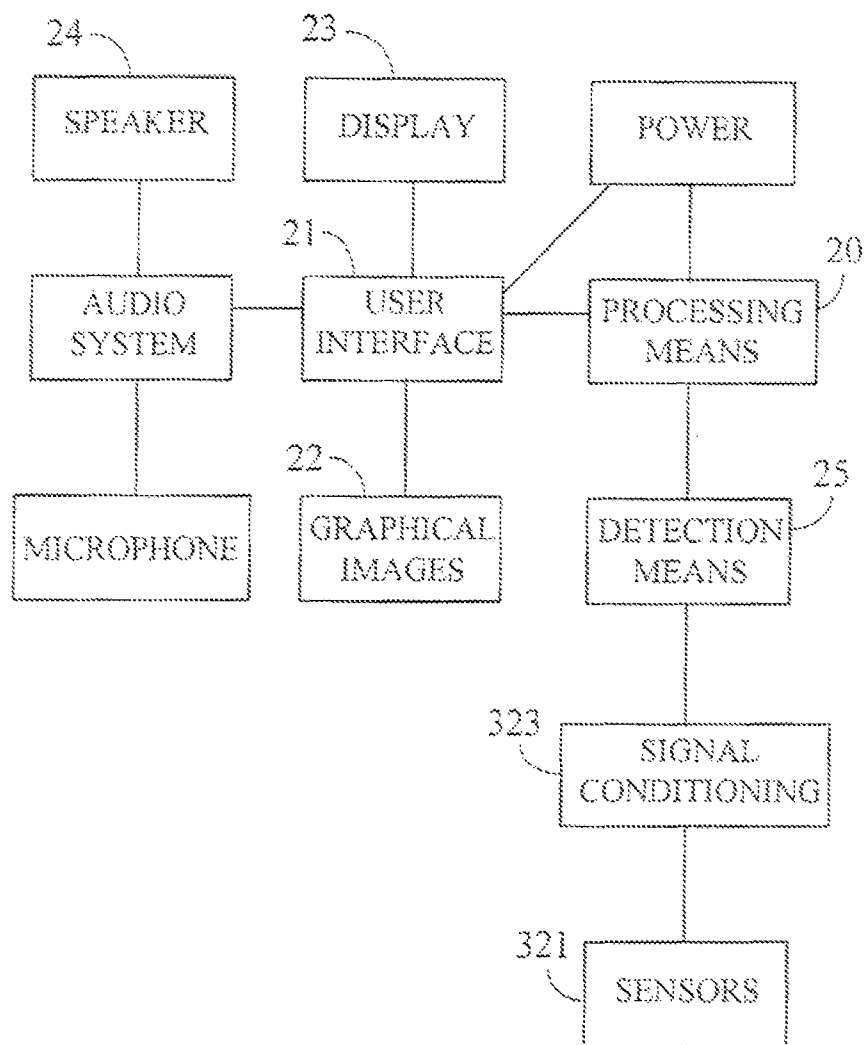 24
23
SPEAKER
DISPLAY
POWER
21
20
AUDIO
SYSTEM
USER
INTERFACE
PROCESSING
MEANS
22
25
MICROPHONE
GRAPHICAL
IMAGES
DETECTION
MEANS
323
SIGNAL
CONDITIONING
321
SENSORS